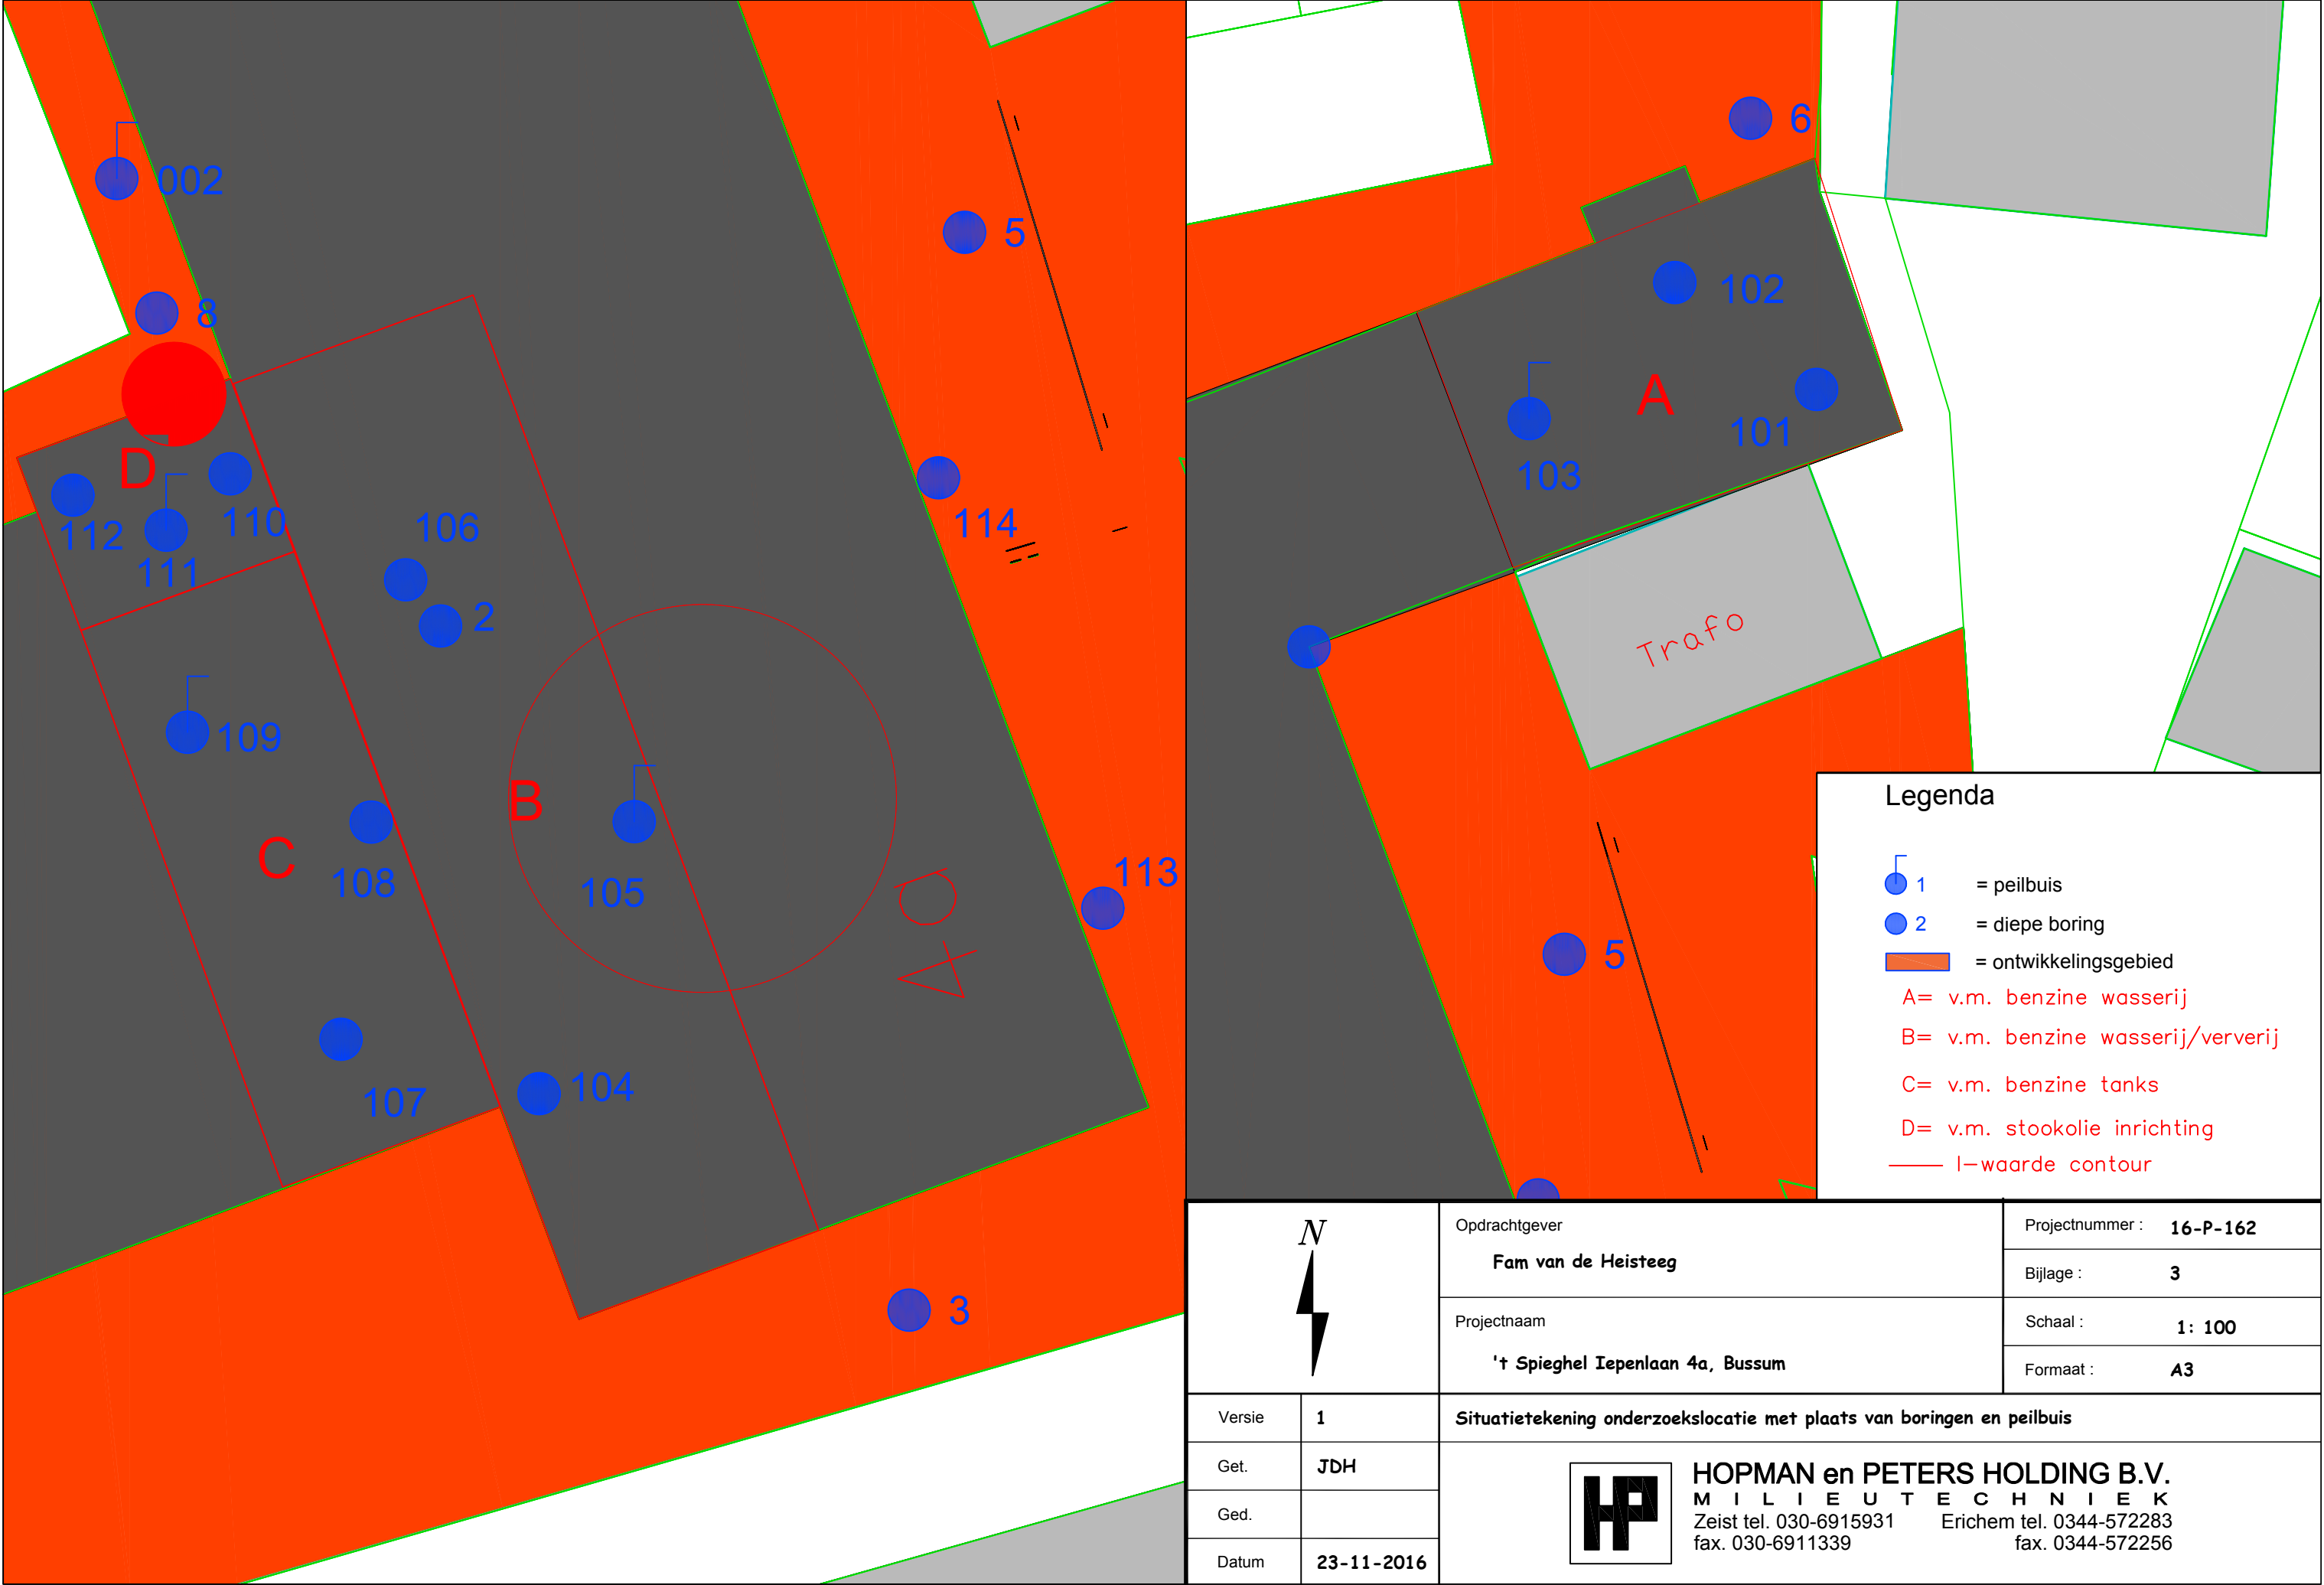 002
5
8
D
112
111
110
106
2
114
109
B
C
108
105
113
4a
107
104
3
6
102
A
101
103
Trafo
5
Legenda
1 = peilbuis
2 = diepe boring
= ontwikkelingsgebied
A= v.m. benzine wasserij
B= v.m. benzine wasserij/ververij
C= v.m. benzine tanks
D= v.m. stookolie inrichting
I-waarde contour
N
Opdrachtgever
Fam van de Heisteeg
Projectnummer : 16-P-162
Bijlage : 3
Projectnaam
't Spieghel Iepenlaan 4a, Bussum
Schaal : 1: 100
Formaat : A3
Versie 1
Situatietekening onderzoekslocatie met plaats van boringen en peilbuis
Get. JDH
Ged.
Datum 23-11-2016
HP
HOPMAN en PETERS HOLDING B.V.
MILIEUTECHNIEK
Zeist tel. 030-6915931 Erichem tel. 0344-572283
fax. 030-6911339 fax. 0344-572256